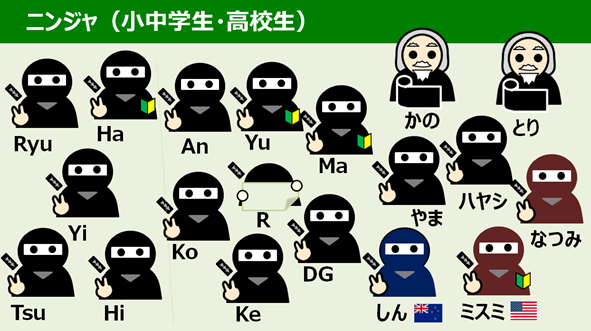 ニンジャ（小中学生･高校生）
Ryu
Ha
An
Yu
Ma
かの
とり
Yi
Ko
R
やま
ハヤシ
なつみ
Tsu
Hi
Ke
DG
しん
ミスミ